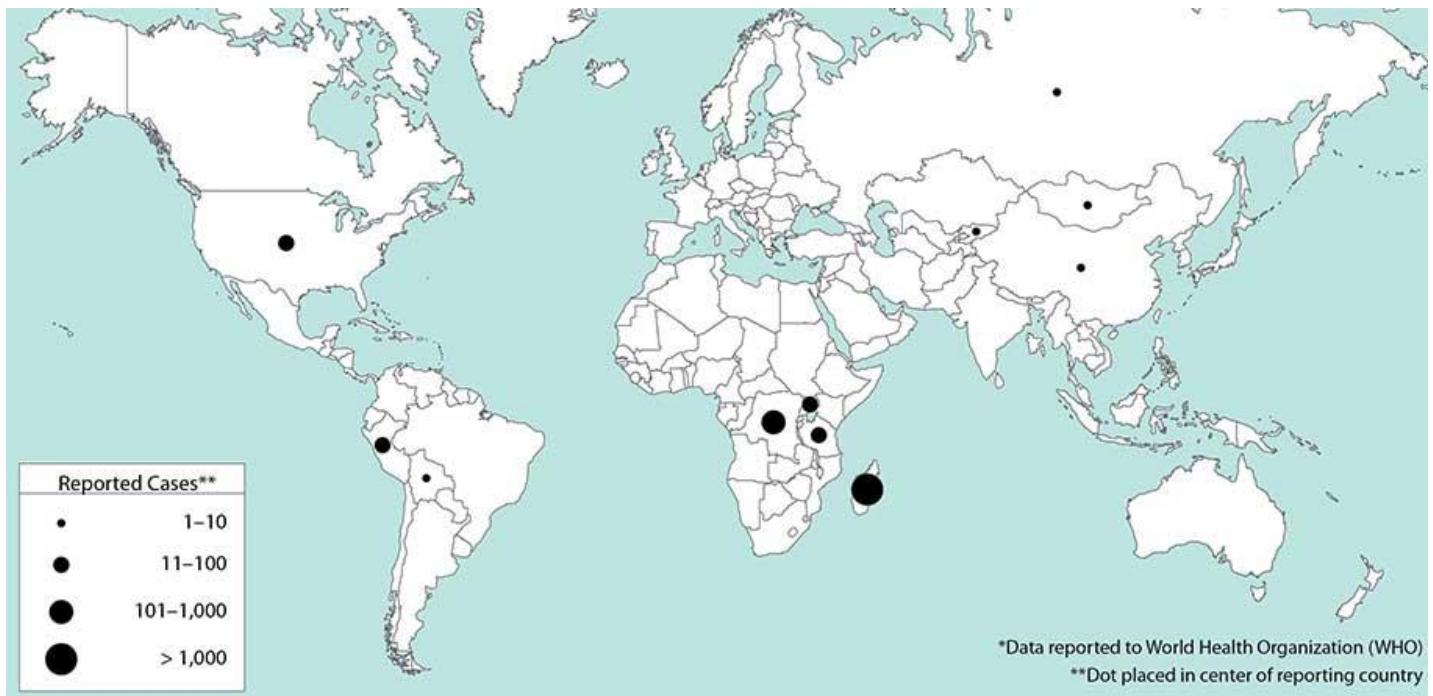 Reported Cases**
1–10
11–100
101–1,000
> 1,000
*Data reported to World Health Organization (WHO)
**Dot placed in center of reporting country